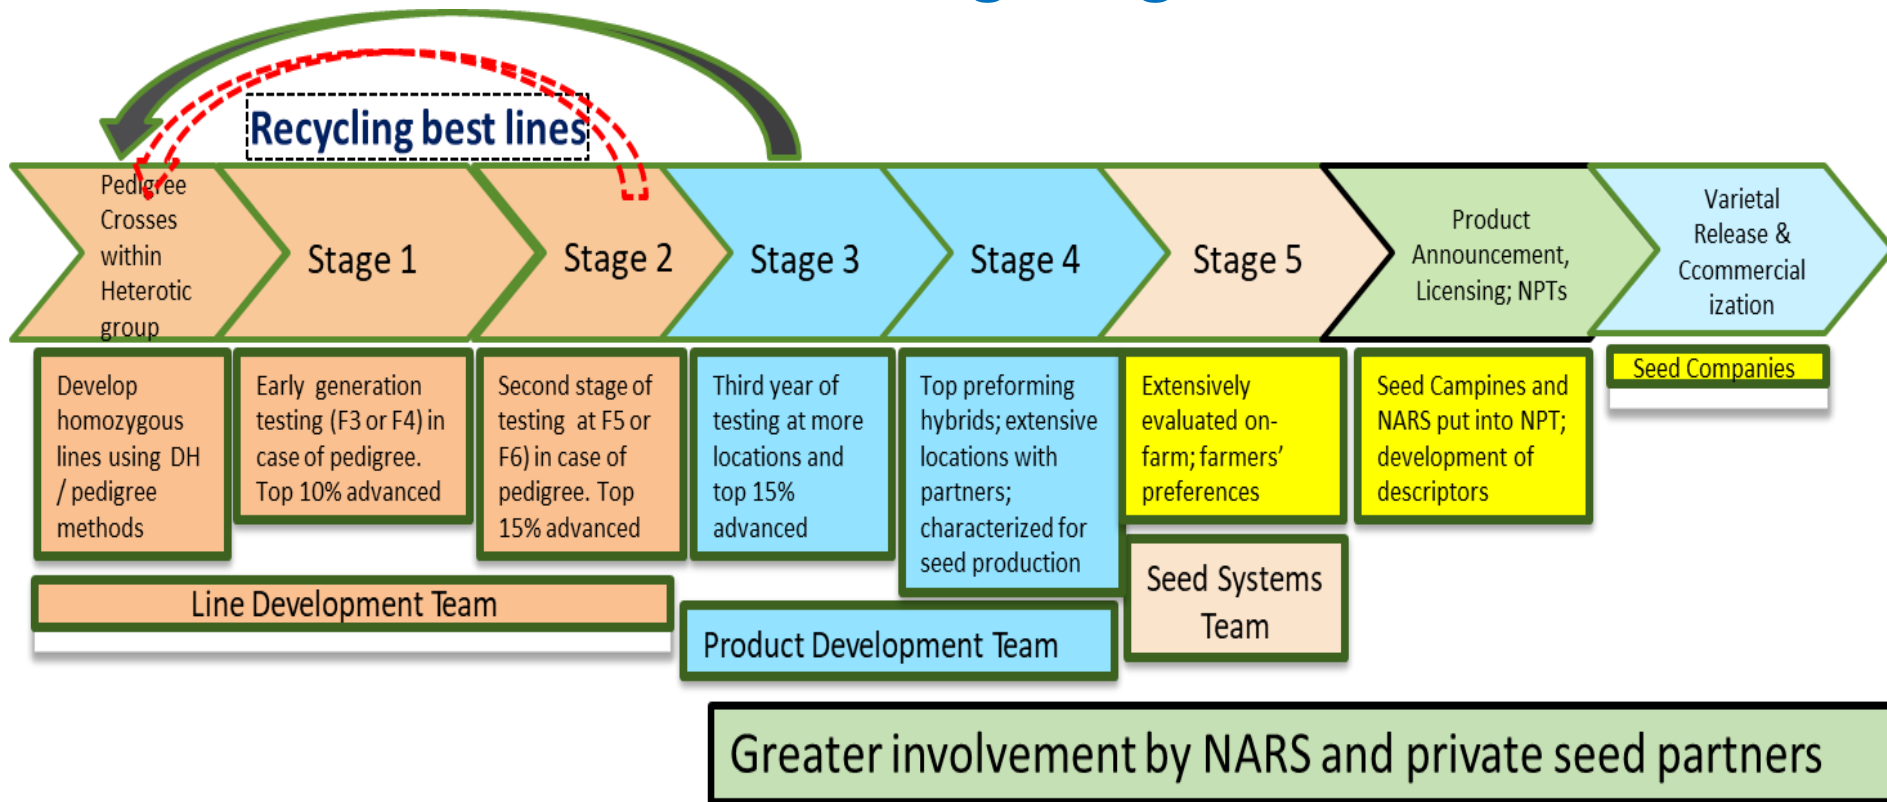 Recycling best lines
Pedigree
Crosses
within
Heterotic
group
Stage 1
Stage 2
Stage 3
Stage 4
Stage 5
Product
Announcement,
Licensing; NPTs
Varietal
Release &
Ccommercial
ization
Develop
homozygous
lines using DH
/ pedigree
methods
Early generation
testing (F3 or F4) in
case of pedigree.
Top 10% advanced
Second stage of
testing at F5 or
F6) in case of
pedigree. Top
15% advanced
Third year of
testing at more
locations and
top 15%
advanced
Top preforming
hybrids; extensive
locations with
partners;
characterized for
seed production
Extensively
evaluated on-
farm; farmers’
preferences
Seed Campines and
NARS put into NPT;
development of
descriptors
Seed Companies
Line Development Team
Product Development Team
Seed Systems
Team
Greater involvement by NARS and private seed partners